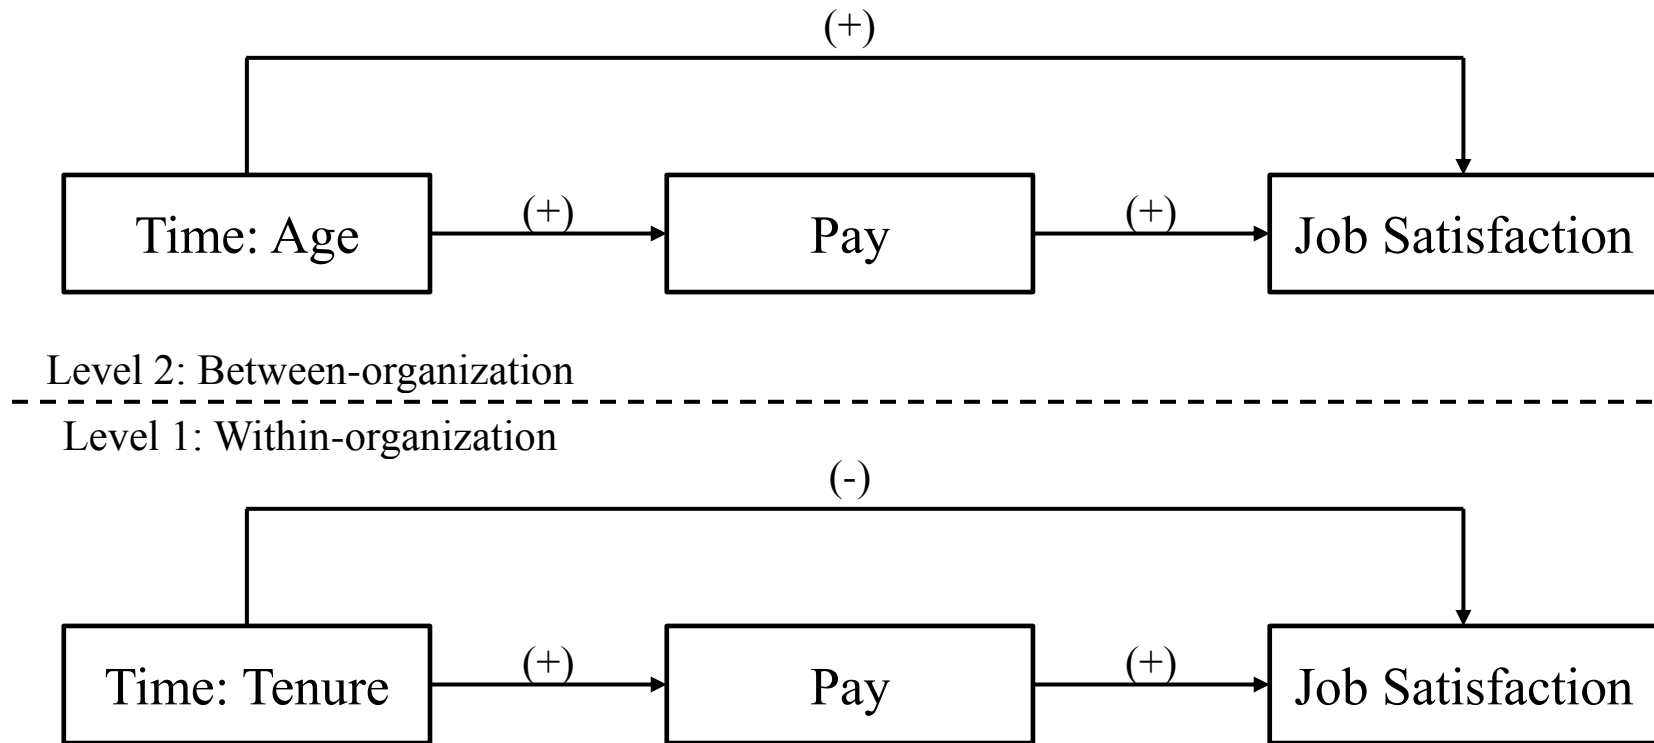 (+)
Time: Age
(+)
Pay
(+)
Job Satisfaction
Level 2: Between-organization
Level 1: Within-organization
(-)
Time: Tenure
(+)
Pay
(+)
Job Satisfaction